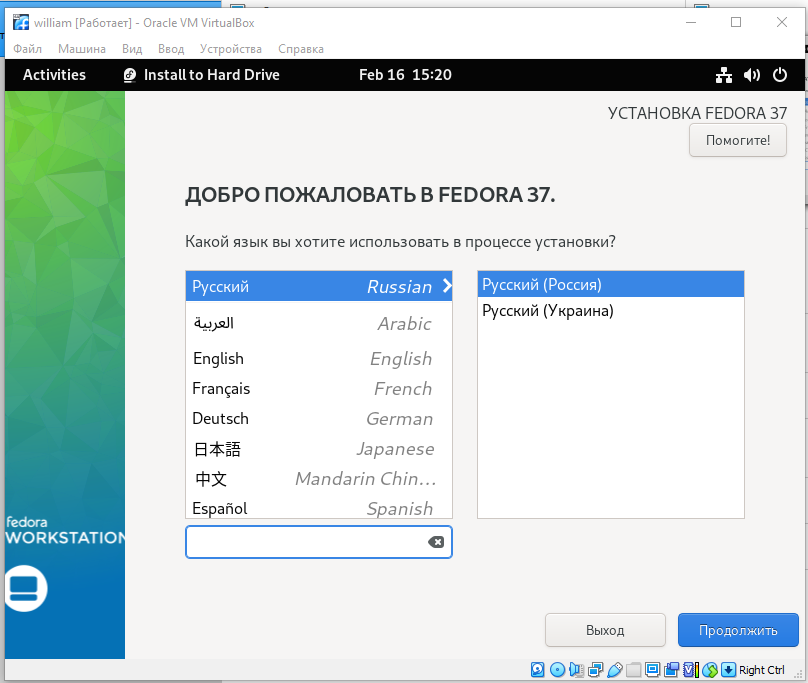 william [Работает] - Oracle VM VirtualBox
Файл Машина Вид Ввод Устройства Справка
Activities Install to Hard Drive Feb 16 15:20
УСТАНОВКА FEDORA 37
Помогите!
ДОБРО ПОЖАЛОВАТЬ В FEDORA 37.
Какой язык вы хотите использовать в процессе установки?
Русский Russian
العربية Arabic
English English
Français French
Deutsch German
日本語 Japanese
中文 Mandarin Chin...
Español Spanish
Русский (Россия)
Русский (Украина)
fedora
WORKSTATION
Выход Продолжить
Right Ctrl